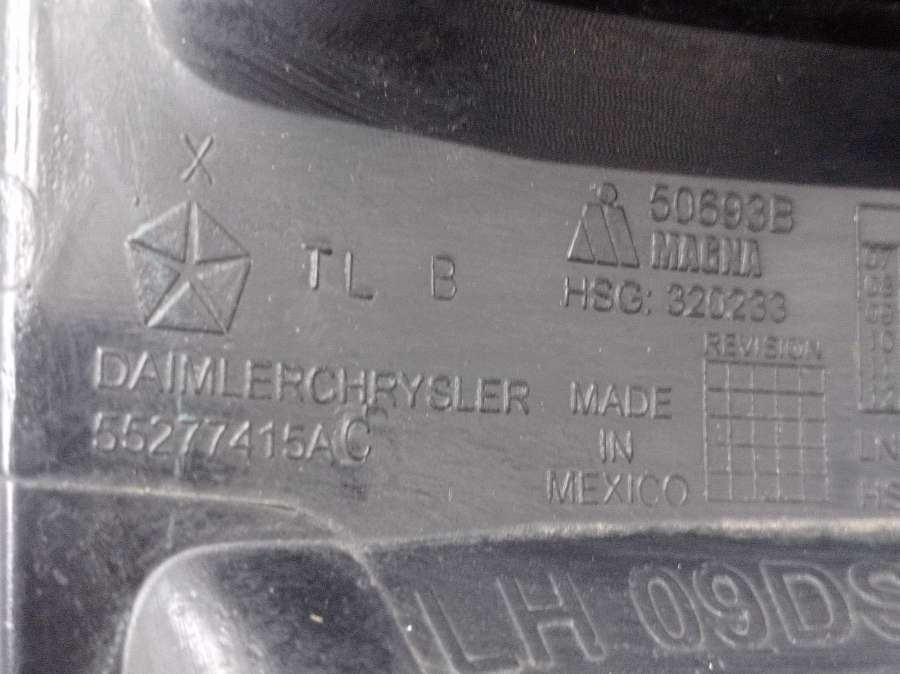 X
TL B
DAIMLERCHRYSLER
55277415AC
50693B
MAGNA
HSG: 320233
REVISION
MADE
IN
MEXICO
LH 09DS